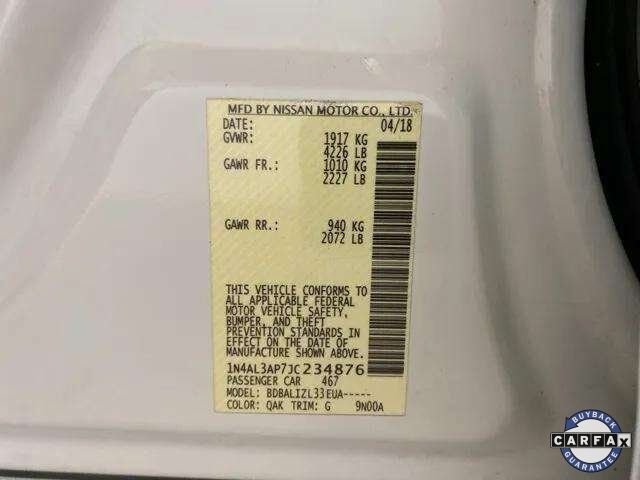 MFD BY NISSAN MOTOR CO., LTD.
DATE: 04/18
GVWR: 1917 KG
4226 LB
GAWR FR.: 1010 KG
2227 LB
GAWR RR.: 940 KG
2072 LB
THIS VEHICLE CONFORMS TO
ALL APPLICABLE FEDERAL
MOTOR VEHICLE SAFETY,
BUMPER, AND THEFT
PREVENTION STANDARDS IN
EFFECT ON THE DATE OF
MANUFACTURE SHOWN ABOVE.
1N4AL3AP7JC234876
PASSENGER CAR 467
MODEL: BDBALIZL33EUA-----
COLOR: QAK TRIM: G 9N00A
BUYBACK
CARFAX
GUARANTEE